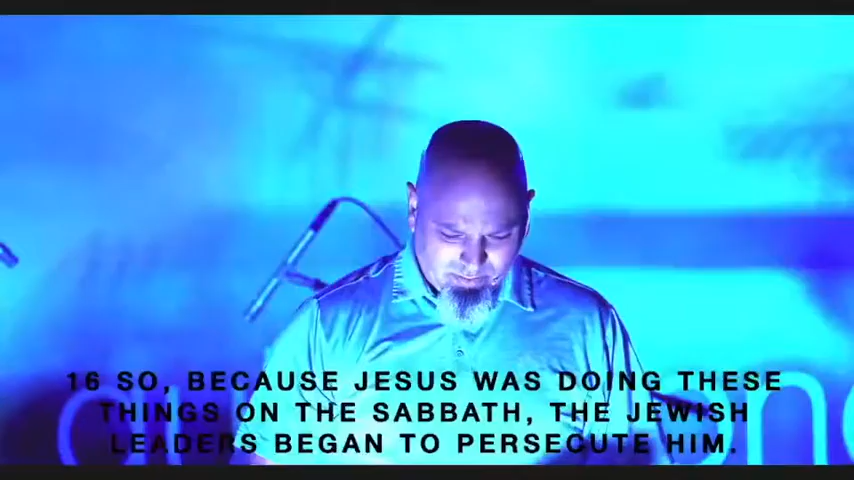 16 SO, BECAUSE JESUS WAS DOING THESE
THINGS ON THE SABBATH, THE JEWISH
LEADERS BEGAN TO PERSECUTE HIM.